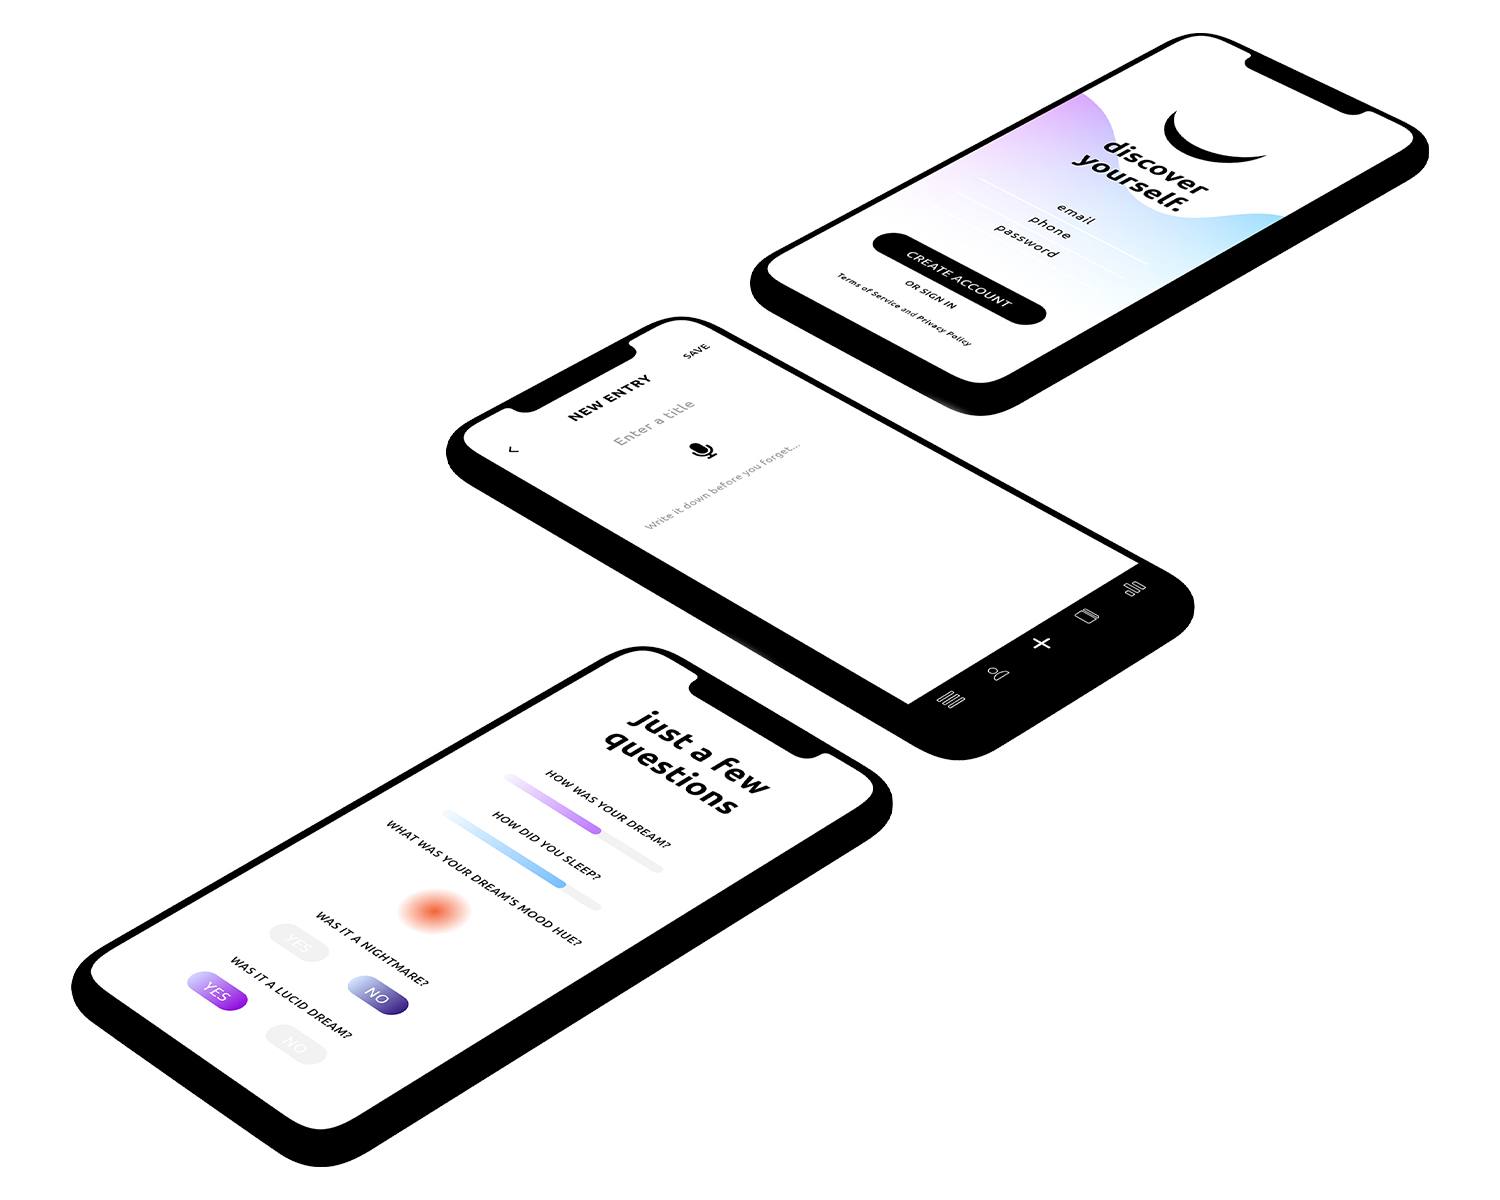 discover
yourself.
email
phone
password
CREATE ACCOUNT
OR SIGN IN
Terms of Service and Privacy Policy
SAVE
NEW ENTRY
Enter a title
Write it down before you forget...
just a few
questions
HOW WAS YOUR DREAM?
HOW DID YOU SLEEP?
WHAT WAS YOUR DREAM'S MOOD HUE?
WAS IT A NIGHTMARE?
YES
NO
WAS IT A LUCID DREAM?
YES
NO